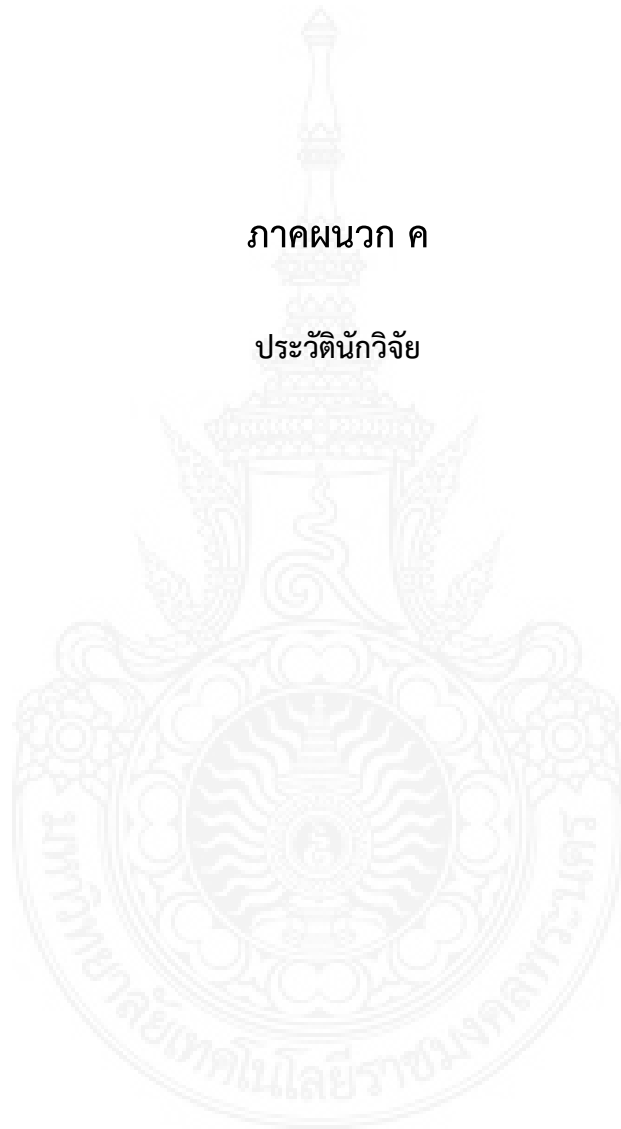 ภาคผนวก ค
ประวัตินักวิจัย
มหาวิทยาลัยเทคโนโลยีราชมงคลพระนคร